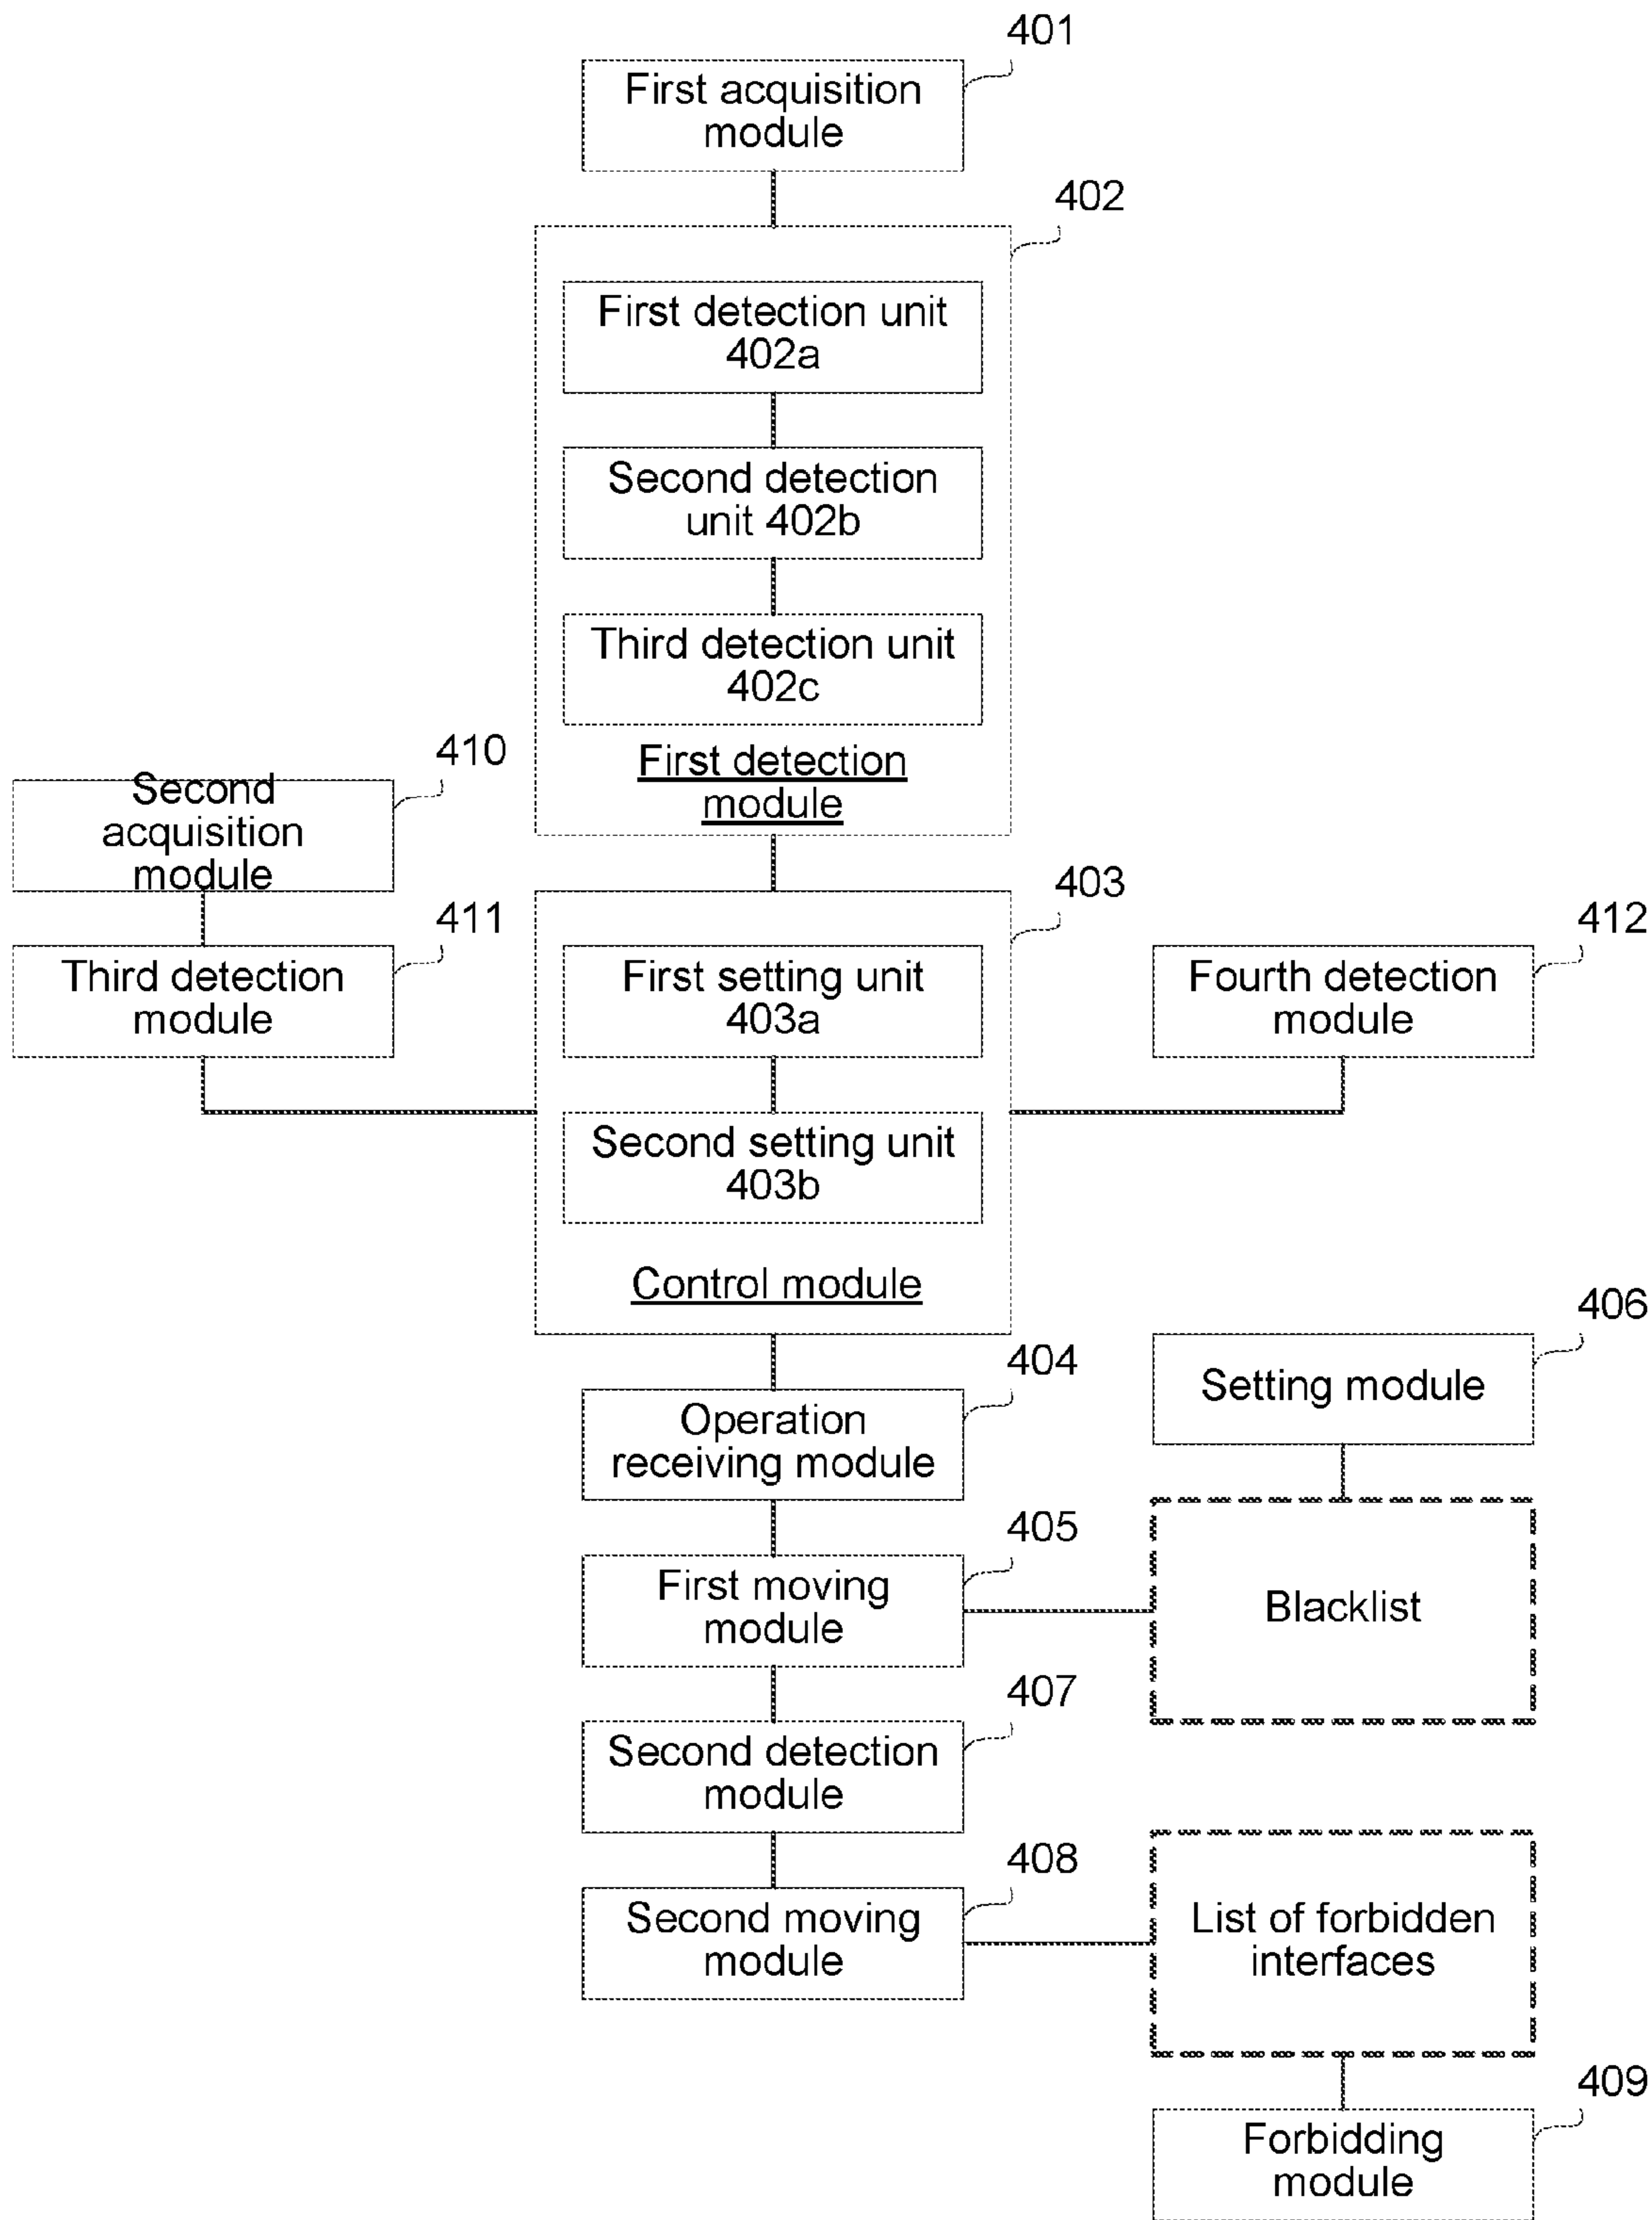 401
First acquisition
module
402
First detection unit
402a
Second detection
unit 402b
Third detection unit
402c
First detection
module
410
Second
acquisition
module
411
Third detection
module
403
First setting unit
403a
Second setting unit
403b
Control module
412
Fourth detection
module
404
Operation
receiving module
406
Setting module
405
First moving
module
Blacklist
407
Second detection
module
408
Second moving
module
List of forbidden
interfaces
409
Forbidding
module